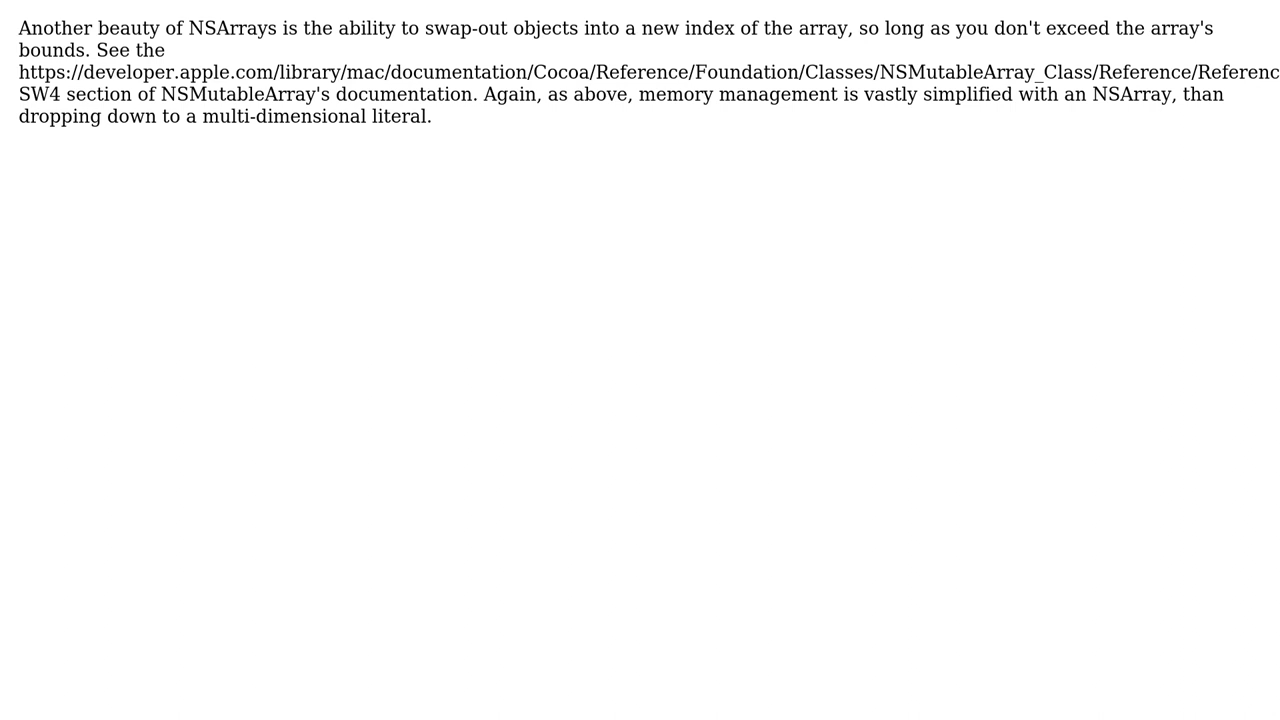 Another beauty of NSArrays is the ability to swap-out objects into a new index of the array, so long as you don't exceed the array's
bounds. See the
https://developer.apple.com/library/mac/documentation/Cocoa/Reference/Foundation/Classes/NSMutableArray_Class/Reference/Referenc
SW4 section of NSMutableArray's documentation. Again, as above, memory management is vastly simplified with an NSArray, than
dropping down to a multi-dimensional literal.